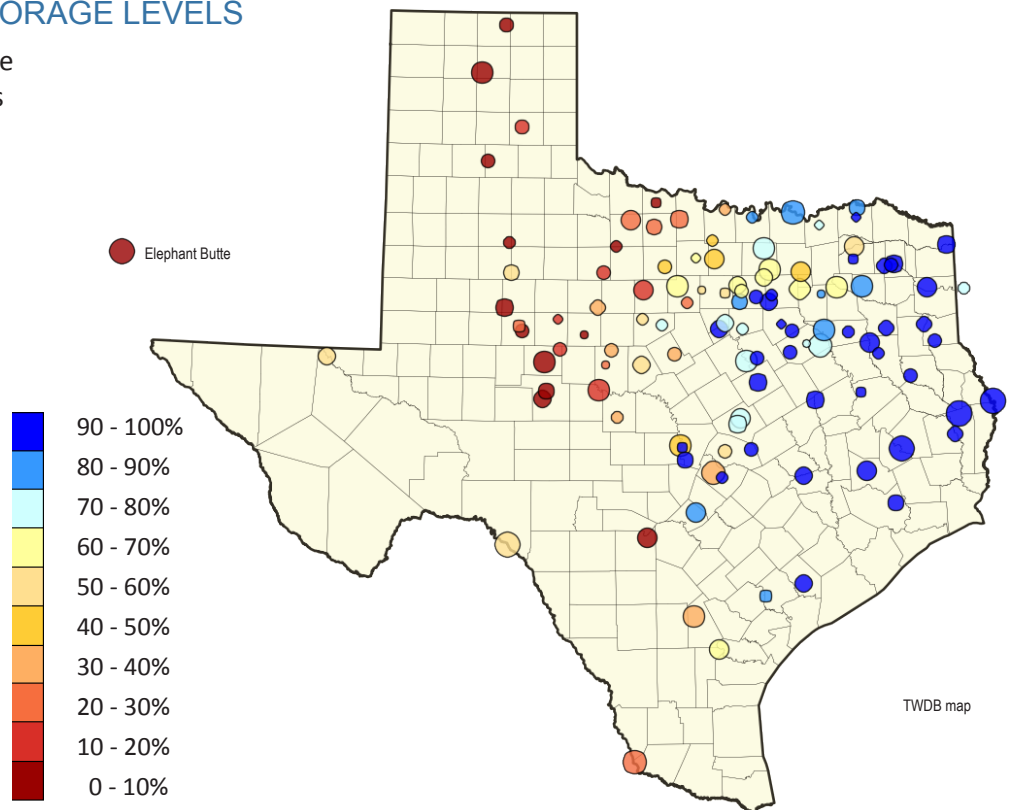 ORAGE LEVELS
e
s
Elephant Butte
90 - 100%
80 - 90%
70 - 80%
60 - 70%
50 - 60%
40 - 50%
30 - 40%
20 - 30%
10 - 20%
0 - 10%
TWDB map